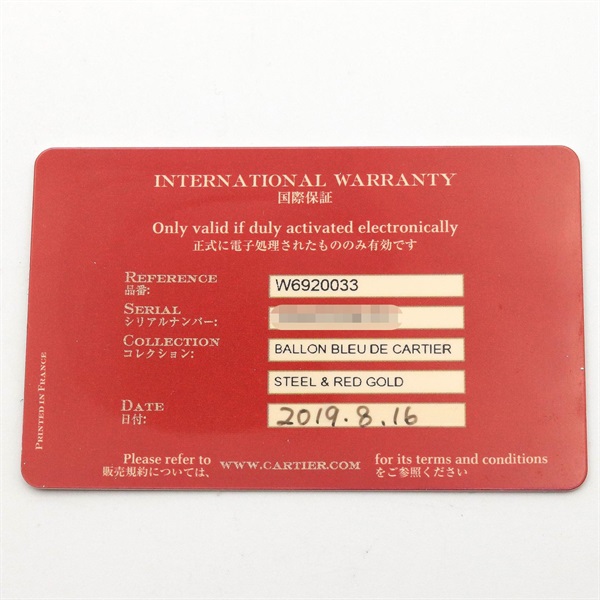 INTERNATIONAL WARRANTY
国際保証
Only valid if duly activated electronically
正式に電子処理されたもののみ有効です
REFERENCE W6920033
品番:
SERIAL
シリアルナンバー:
COLLECTION BALLON BLEU DE CARTIER
コレクション:
STEEL & RED GOLD
DATE 2019.8.16
日付:
Please refer to WWW.CARTIER.COM for its terms and conditions
販売規約については、 をご参照ください
PRINTED IN FRANCE